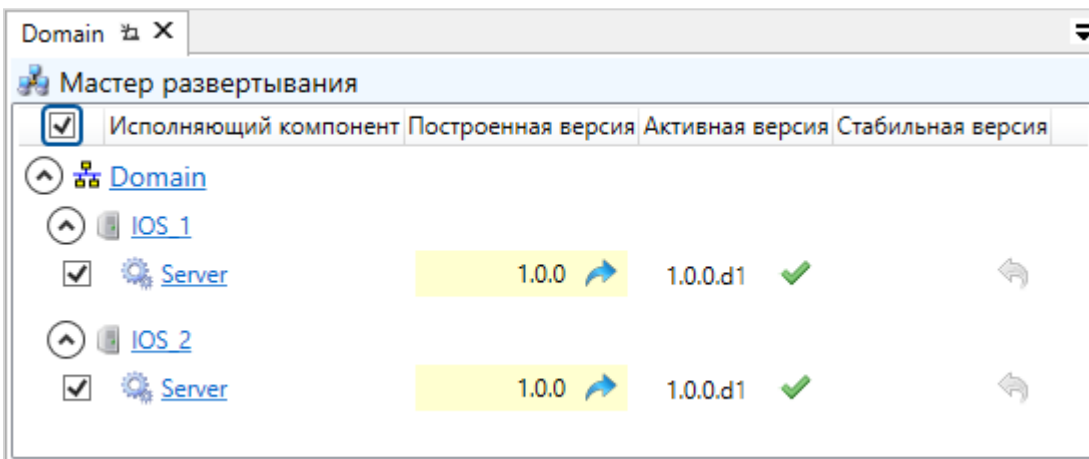 Domain
Мастер развертывания
Исполняющий компонент Построенная версия Активная версия Стабильная версия
Domain
IOS_1
Server 1.0.0 1.0.0.d1
IOS_2
Server 1.0.0 1.0.0.d1